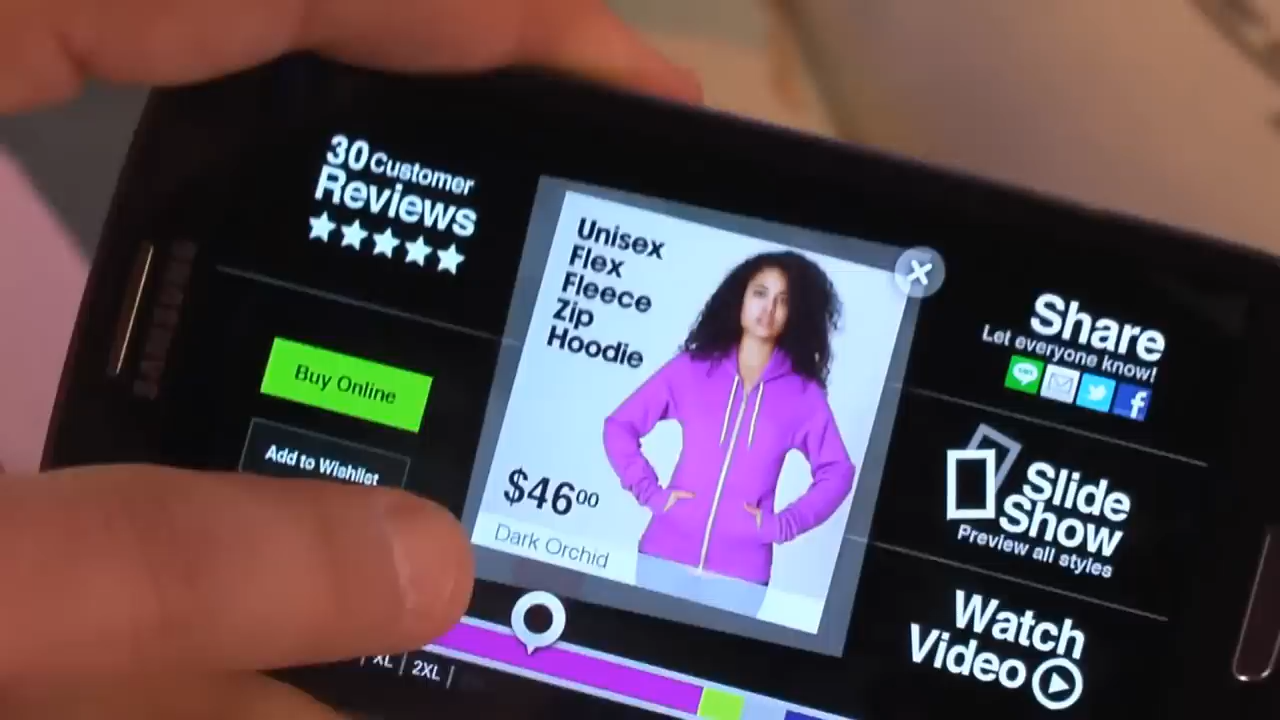 SAMSUNG
30 Customer
Reviews
Buy Online
Add to Wishlist
XL | 2XL |
Unisex
Flex
Fleece
Zip
Hoodie
$46.00
Dark Orchid
Share
Let everyone know!
Slide
Show
Preview all styles
Watch
Video